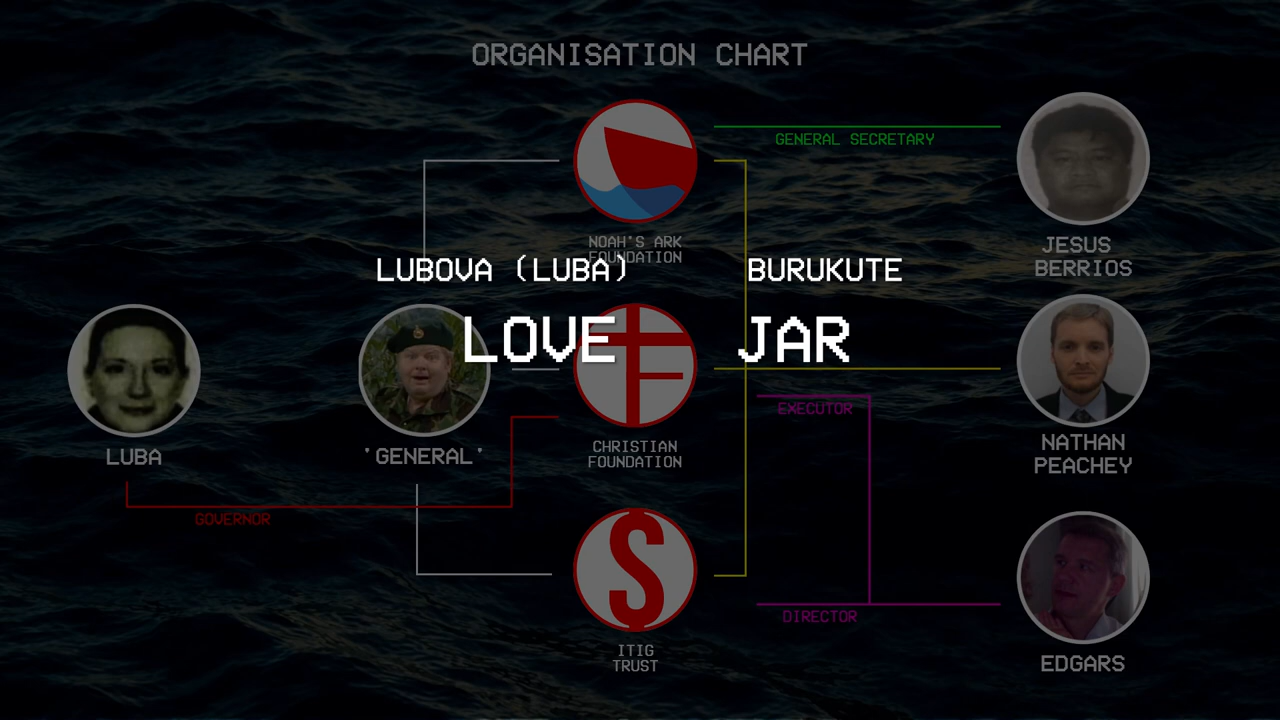 ORGANISATION CHART
GENERAL SECRETARY
NOAH'S ARK
FOUNDATION
JESUS
BERRIOS
LUBOVA (LUBA) BURUKUTE
LOVE JAR
EXECUTOR
CHRISTIAN
FOUNDATION
LUBA
'GENERAL'
NATHAN
PEACHEY
GOVERNOR
DIRECTOR
ITIG
TRUST
EDGARS